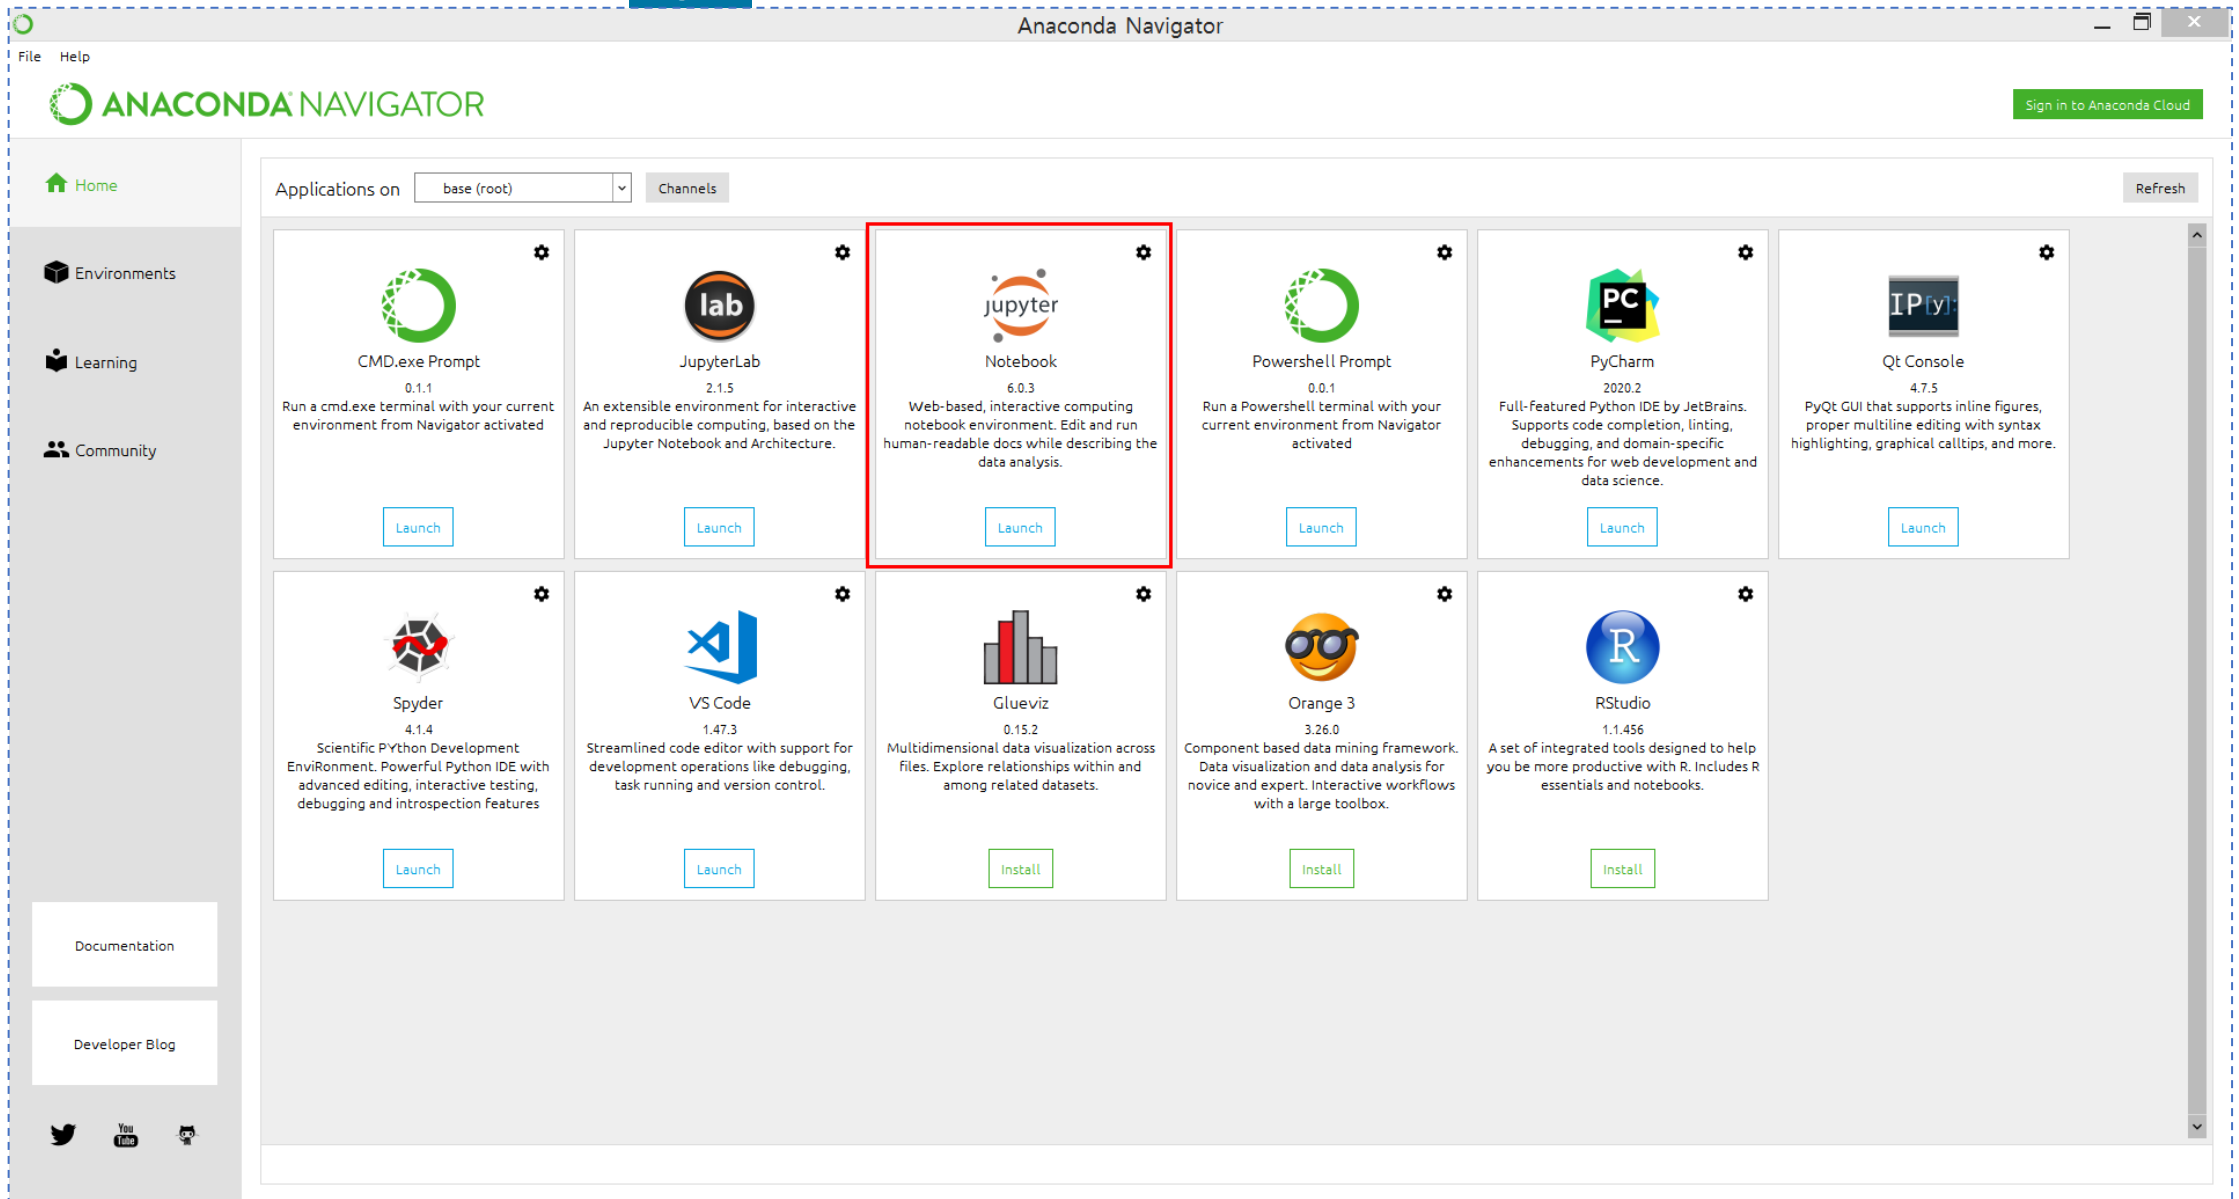 Anaconda Navigator
File Help
ANACONDA NAVIGATOR
Sign in to Anaconda Cloud
Home
Environments
Learning
Community
Documentation
Developer Blog
You
Tube
Applications on base (root) Channels Refresh
CMD.exe Prompt
0.1.1
Run a cmd.exe terminal with your current
environment from Navigator activated
Launch
lab
JupyterLab
2.1.5
An extensible environment for interactive
and reproducible computing, based on the
Jupyter Notebook and Architecture.
Launch
jupyter
Notebook
6.0.3
Web-based, interactive computing
notebook environment. Edit and run
human-readable docs while describing the
data analysis.
Launch
Powershell Prompt
0.0.1
Run a Powershell terminal with your
current environment from Navigator
activated
Launch
PC
PyCharm
2020.2
Full-featured Python IDE by JetBrains.
Supports code completion, linting,
debugging, and domain-specific
enhancements for web development and
data science.
Launch
IP[y]:
Qt Console
4.7.5
PyQt GUI that supports inline figures,
proper multiline editing with syntax
highlighting, graphical calltips, and more.
Launch
Spyder
4.1.4
Scientific PYthon Development
EnviRonment. Powerful Python IDE with
advanced editing, interactive testing,
debugging and introspection features
Launch
VS Code
1.47.3
Streamlined code editor with support for
development operations like debugging,
task running and version control.
Launch
Glueviz
0.15.2
Multidimensional data visualization across
files. Explore relationships within and
among related datasets.
Install
Orange 3
3.26.0
Component based data mining framework.
Data visualization and data analysis for
novice and expert. Interactive workflows
with a large toolbox.
Install
R
RStudio
1.1.456
A set of integrated tools designed to help
you be more productive with R. Includes R
essentials and notebooks.
Install